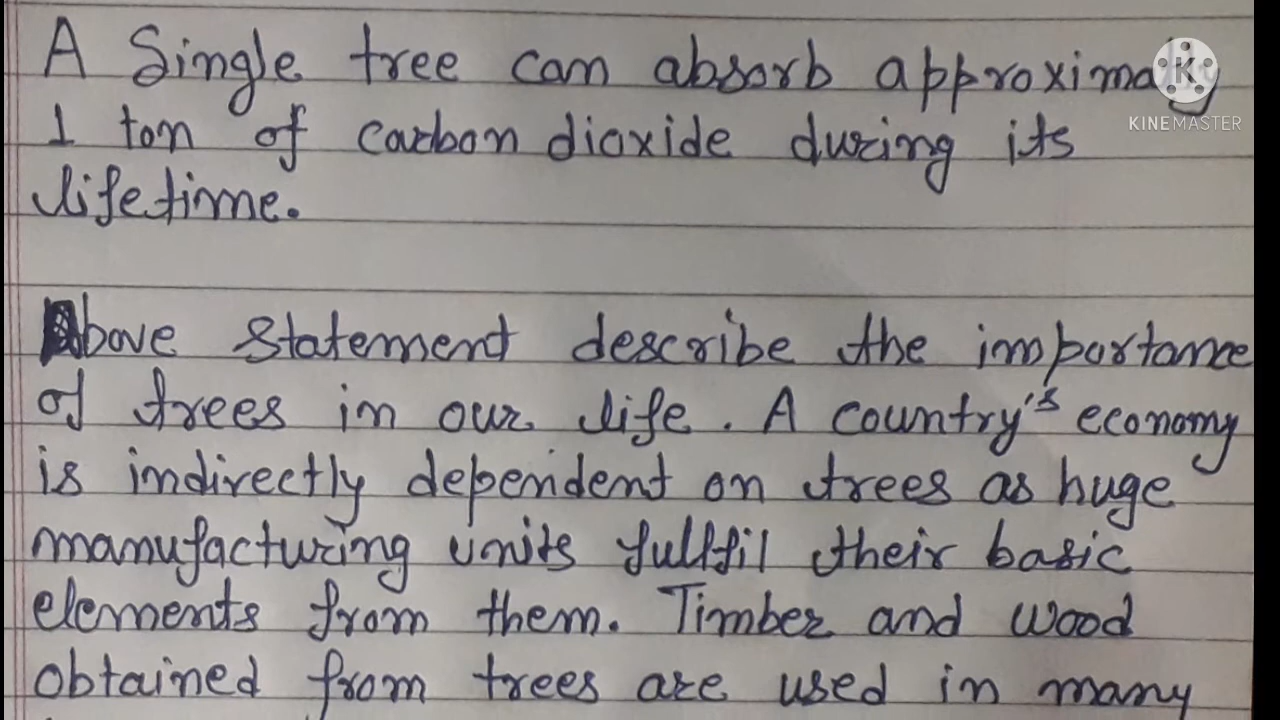 A Single tree can absorb approximately
1 ton of carbon dioxide during its
lifetime.
Above statement describe the importance
of trees in our life. A country's economy
is indirectly dependent on trees as huge
manufacturing units fullfil their basic
elements from them. Timber and wood
obtained from trees are used in many
K
KINEMASTER